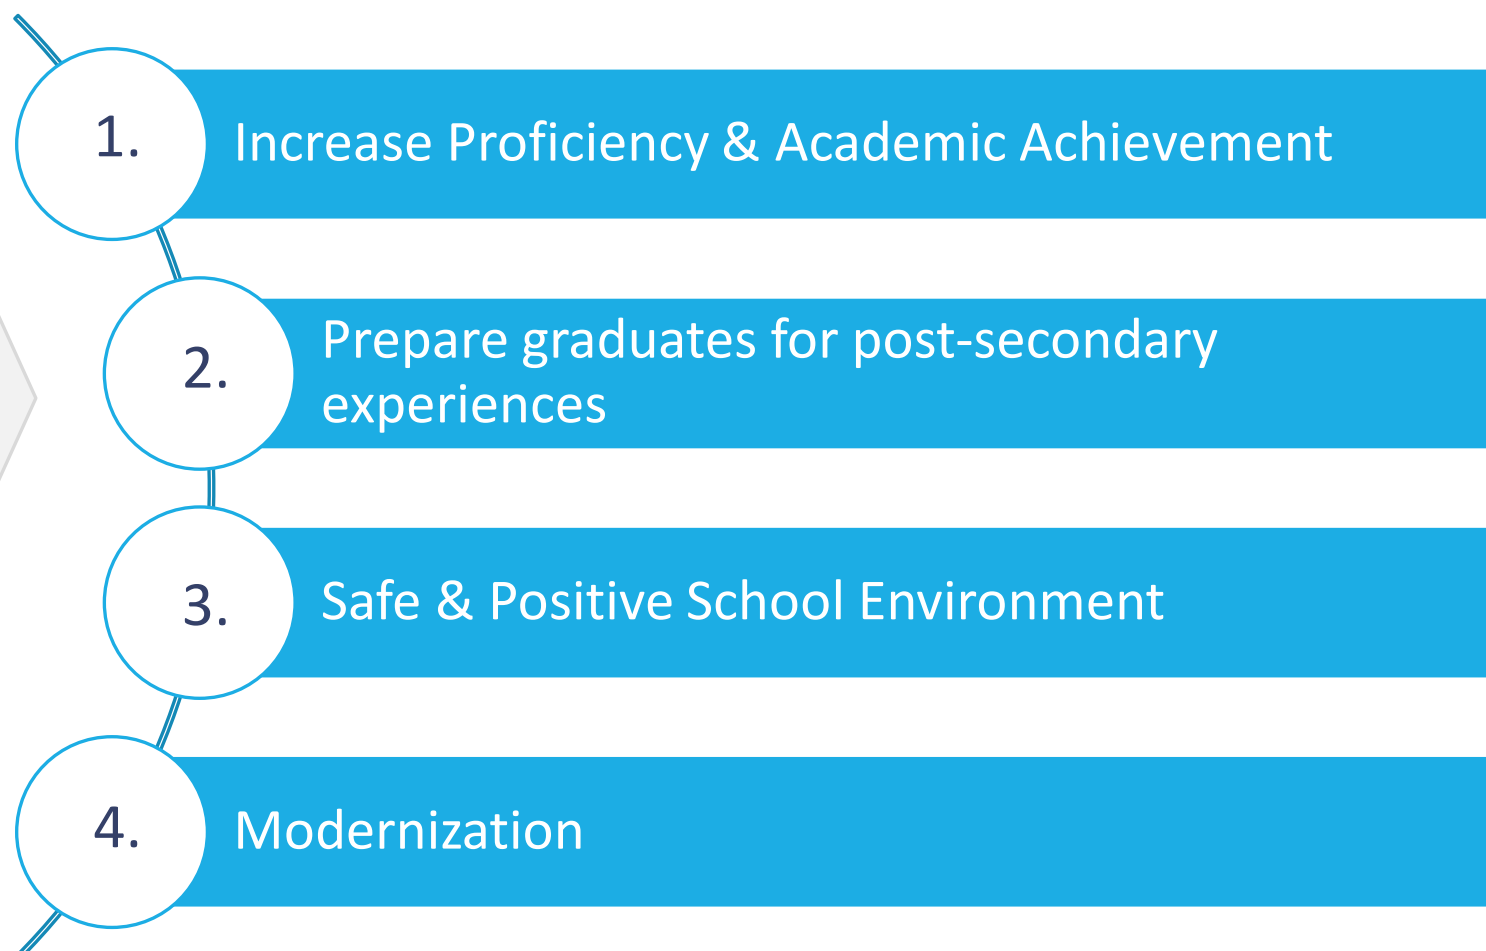 1. Increase Proficiency & Academic Achievement
2. Prepare graduates for post-secondary
experiences
3. Safe & Positive School Environment
4. Modernization